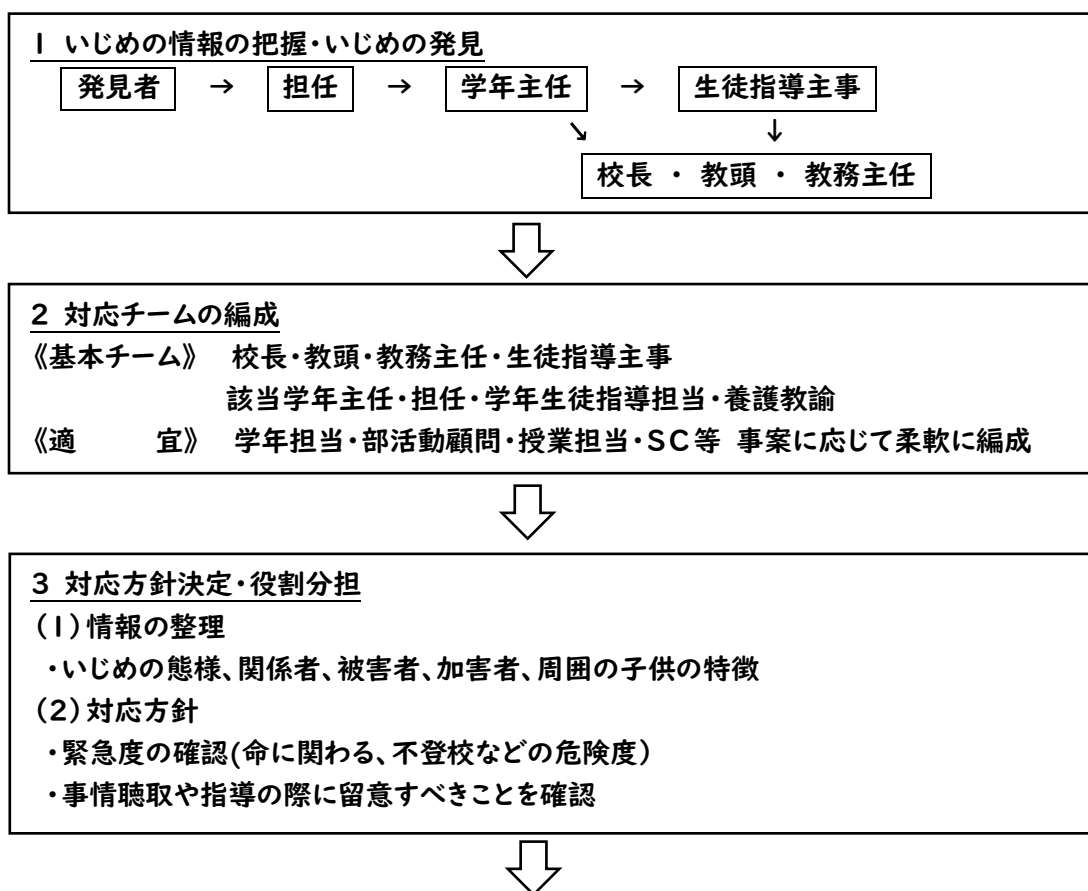 1 いじめの情報の把握・いじめの発見
発見者 → 担任 → 学年主任 → 生徒指導主事
↘ ↓
校長 ・ 教頭 ・ 教務主任
2 対応チームの編成
《基本チーム》 校長・教頭・教務主任・生徒指導主事
該当学年主任・担任・学年生徒指導担当・養護教諭
《適 宜》 学年担当・部活動顧問・授業担当・SC等 事案に応じて柔軟に編成
3 対応方針決定・役割分担
(1)情報の整理
・いじめの態様、関係者、被害者、加害者、周囲の子供の特徴
(2)対応方針
・緊急度の確認(命に関わる、不登校などの危険度)
・事情聴取や指導の際に留意すべきことを確認